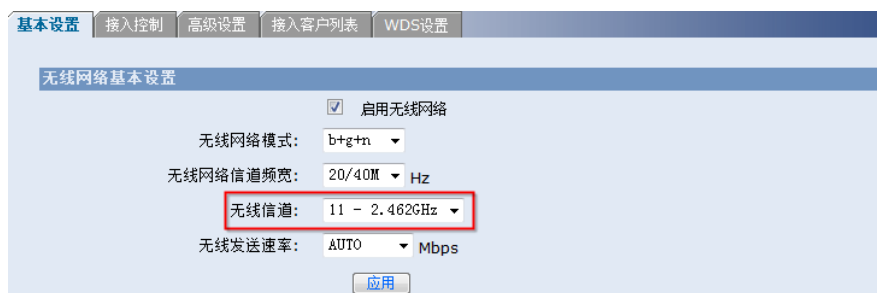 基本设置 接入控制 高级设置 接入客户列表 WDS设置
无线网络基本设置
启用无线网络
无线网络模式: b+g+n
无线网络信道频宽: 20/40M Hz
无线信道: 11 - 2.462GHz
无线发送速率: AUTO Mbps
应用